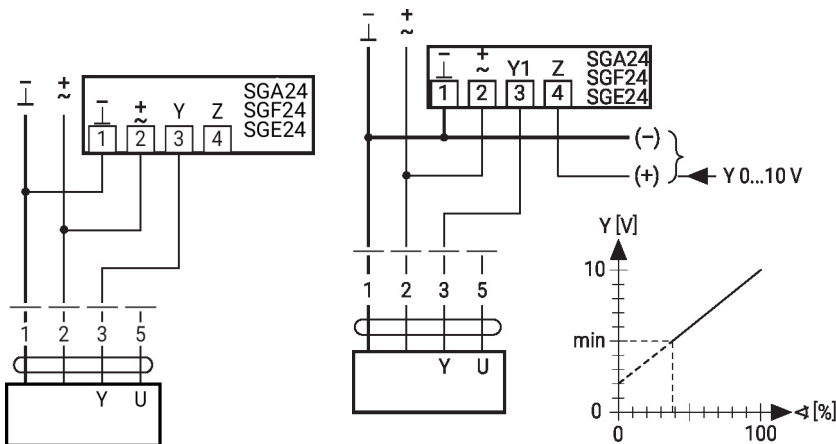 − + ~
SGA24
SGF24
SGE24
− + ~ Y Z
1 2 3 4
1 2 3 5
Y U
− + ~
SGA24
SGF24
SGE24
− + ~ Y1 Z
1 2 3 4
(−)
(+)
Y 0...10 V
1 2 3 5
Y U
Y [V]
10
min
0
0 100
∢ [%]